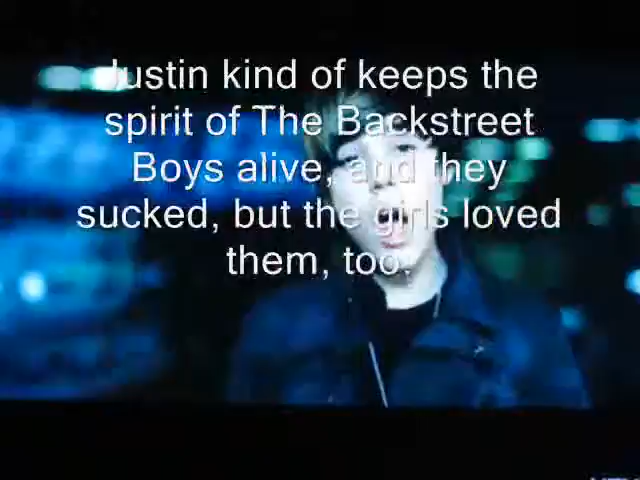 Justin kind of keeps the
spirit of The Backstreet
Boys alive, and they
sucked, but the girls loved
them, too.